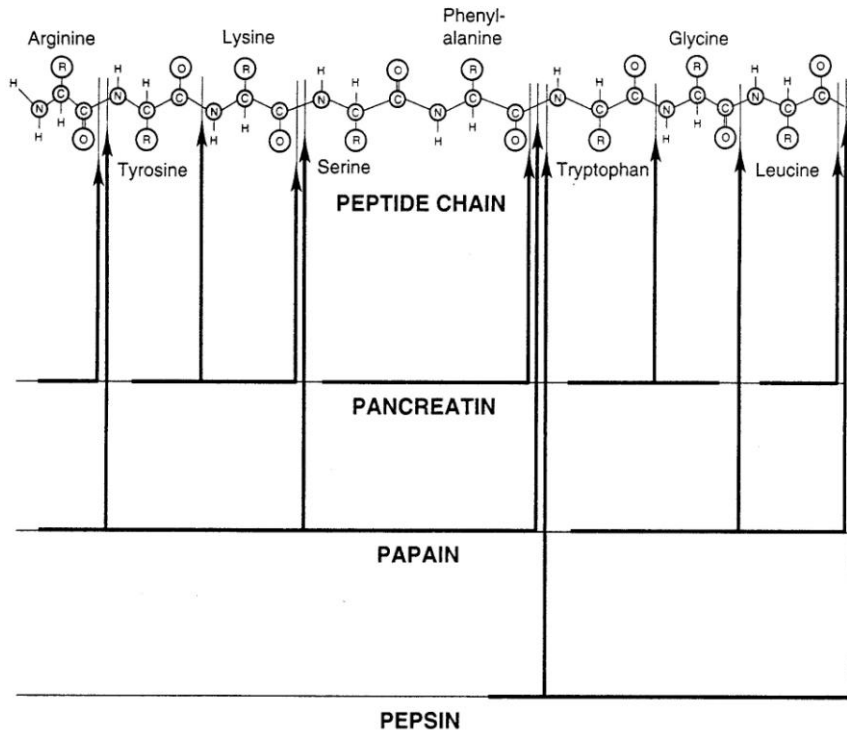 Phenyl-
Arginine Lysine alanine Glycine
R O R O R O R O
H H H H H H H H H
N C C N C C N C C N C C N C C N C C N C C N C C
H H H H H H H H
O R O R O R O R
Tyrosine Serine Tryptophan Leucine
PEPTIDE CHAIN
PANCREATIN
PAPAIN
PEPSIN